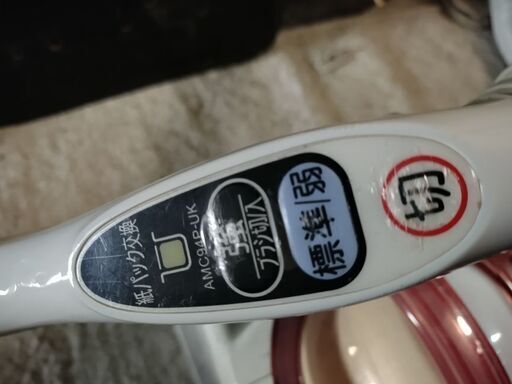 切
標準/弱
強
ブラシ切/入
AMC94P-UK
紙パック交換